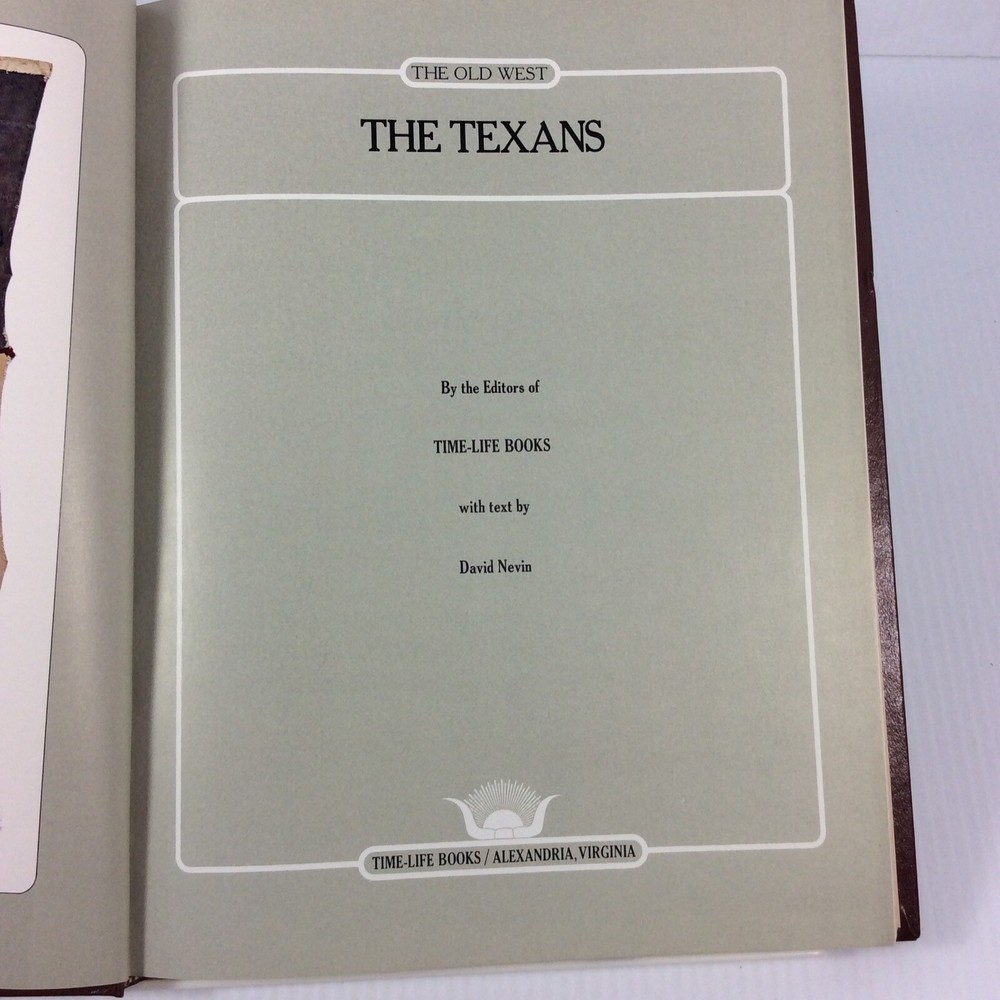 THE OLD WEST
THE TEXANS
By the Editors of
TIME-LIFE BOOKS
with text by
David Nevin
TIME-LIFE BOOKS / ALEXANDRIA, VIRGINIA